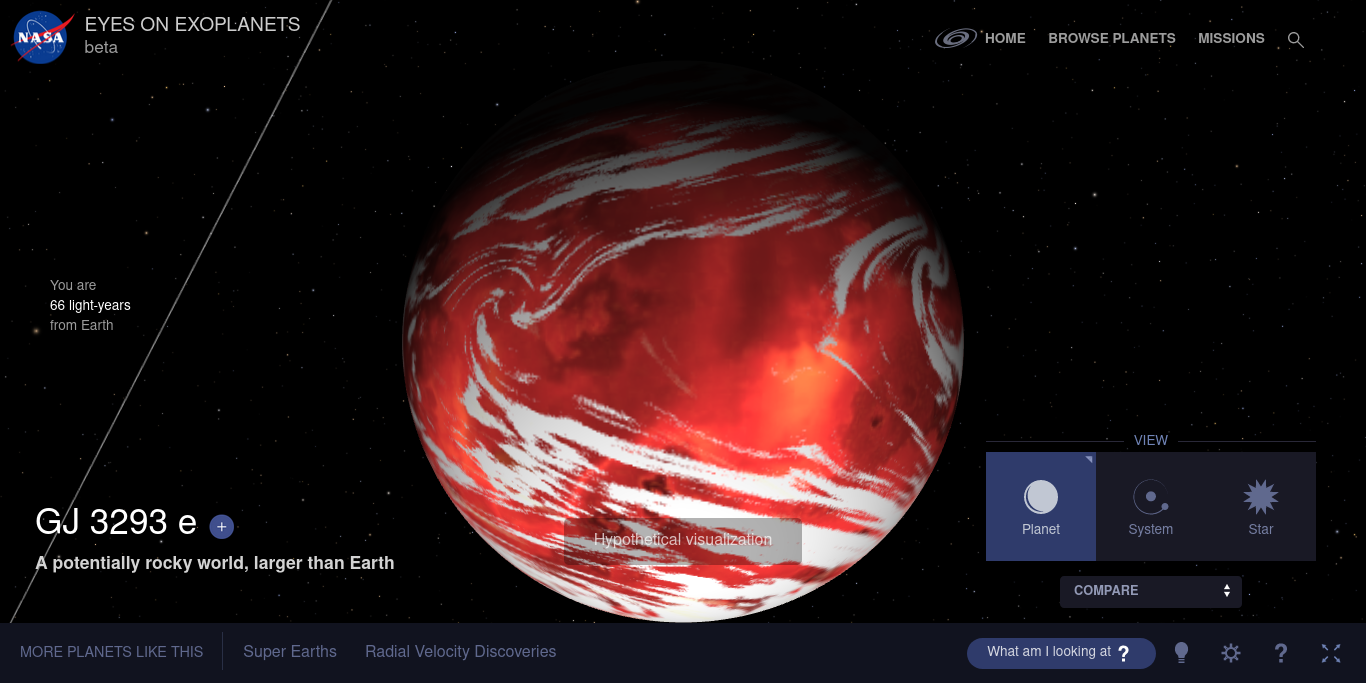 NASA
EYES ON EXOPLANETS
beta
HOME
BROWSE PLANETS
MISSIONS
You are
66 light-years
from Earth
GJ 3293 e +
A potentially rocky world, larger than Earth
Hypothetical visualization
VIEW
Planet
System
Star
COMPARE
MORE PLANETS LIKE THIS
Super Earths
Radial Velocity Discoveries
What am I looking at ?
?